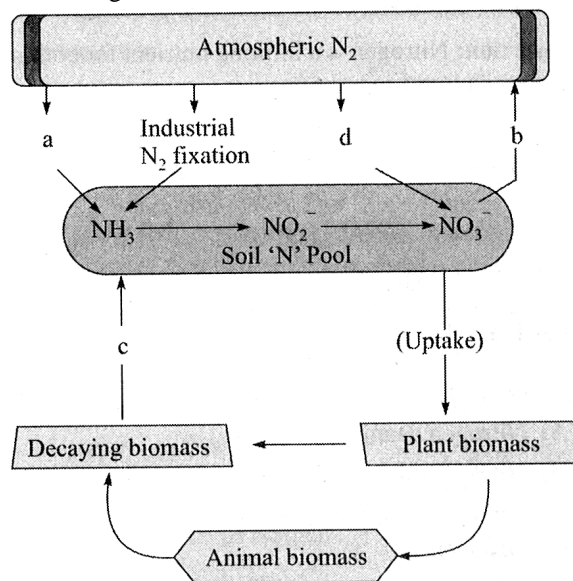 Atmospheric N₂
a
Industrial
N₂ fixation
d
b
NH₃
NO₂⁻
NO₃⁻
Soil 'N' Pool
c
(Uptake)
Decaying biomass
Plant biomass
Animal biomass